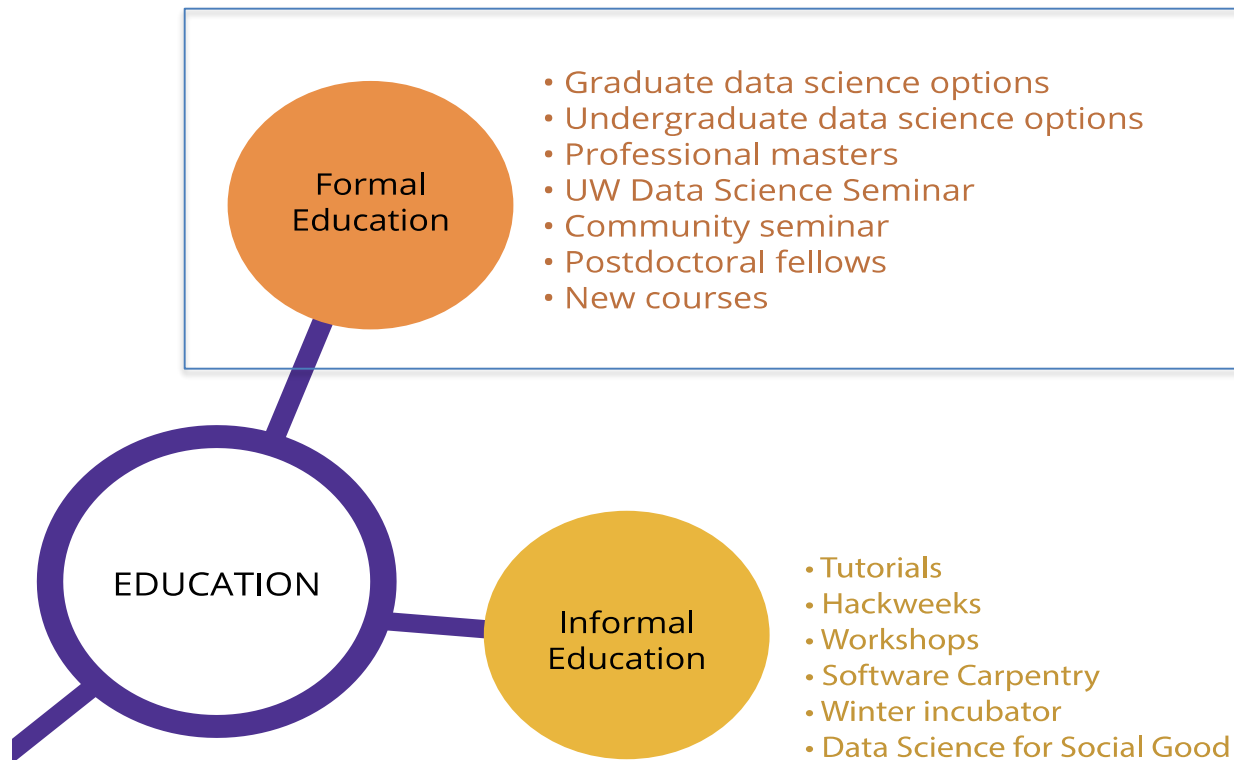 Formal
Education
• Graduate data science options
• Undergraduate data science options
• Professional masters
• UW Data Science Seminar
• Community seminar
• Postdoctoral fellows
• New courses
EDUCATION
Informal
Education
• Tutorials
• Hackweeks
• Workshops
• Software Carpentry
• Winter incubator
• Data Science for Social Good